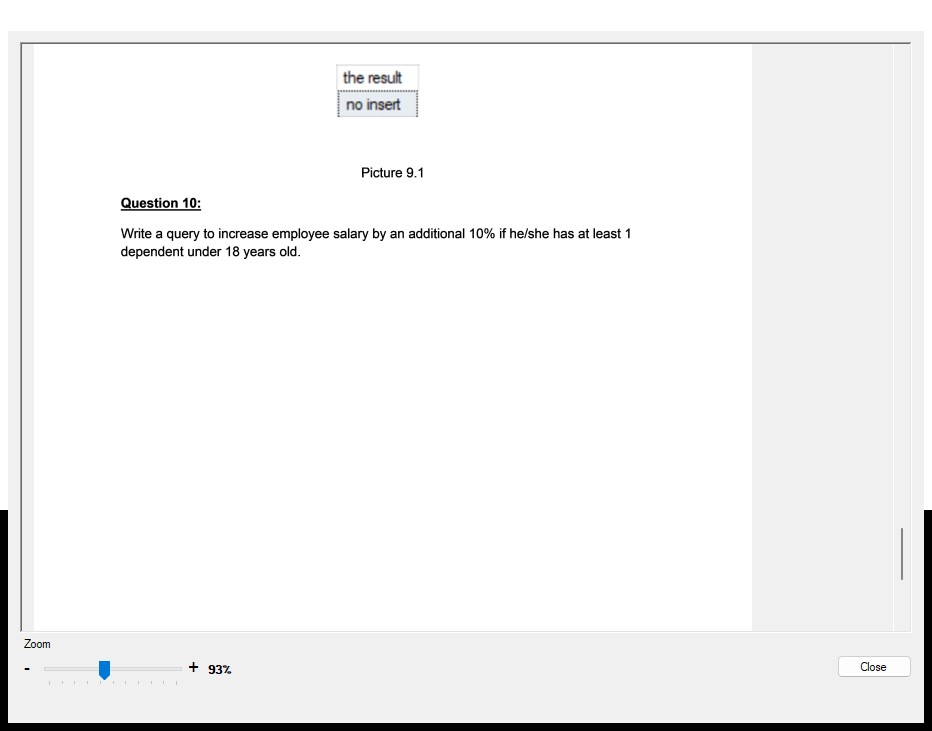 the result
no insert
Picture 9.1
Question 10:
Write a query to increase employee salary by an additional 10% if he/she has at least 1
dependent under 18 years old.
Zoom
- + 93%
Close